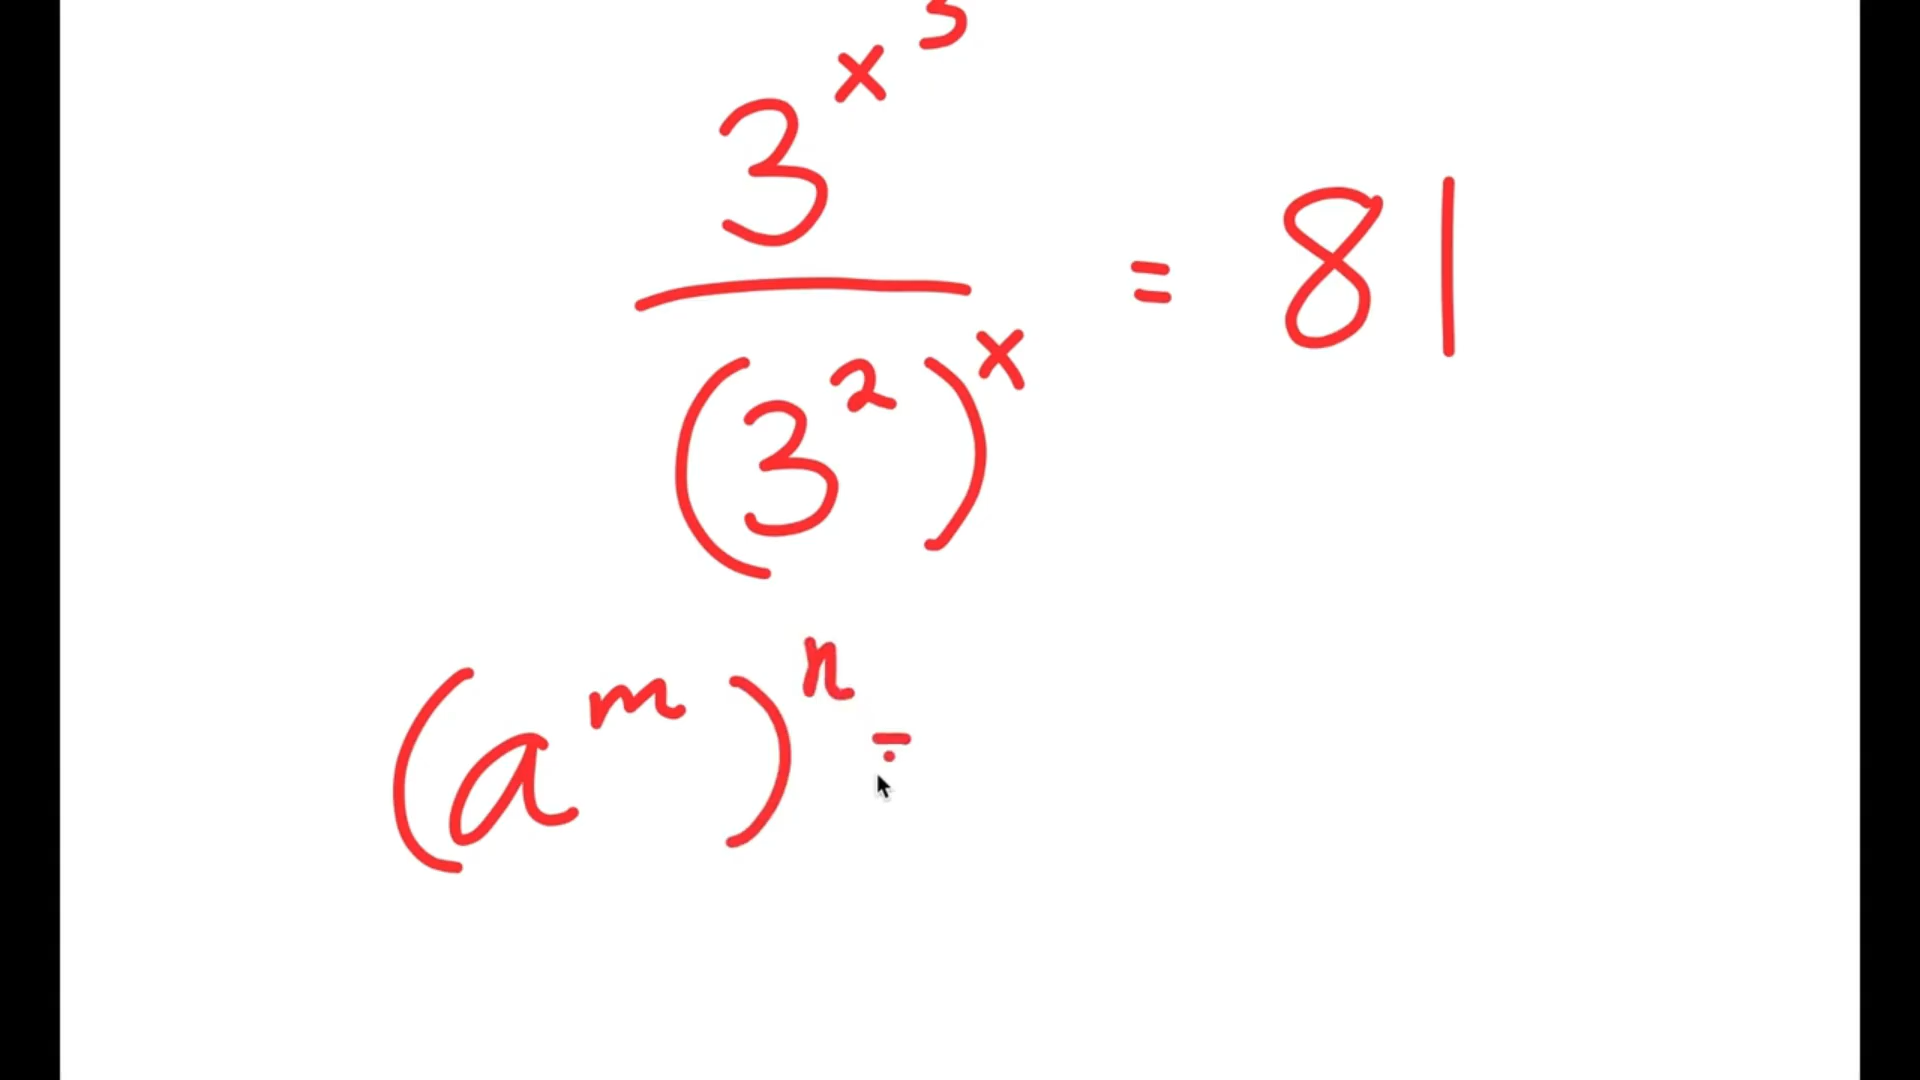 3^x^3
(3^2)^x
= 81
(a^m)^n =